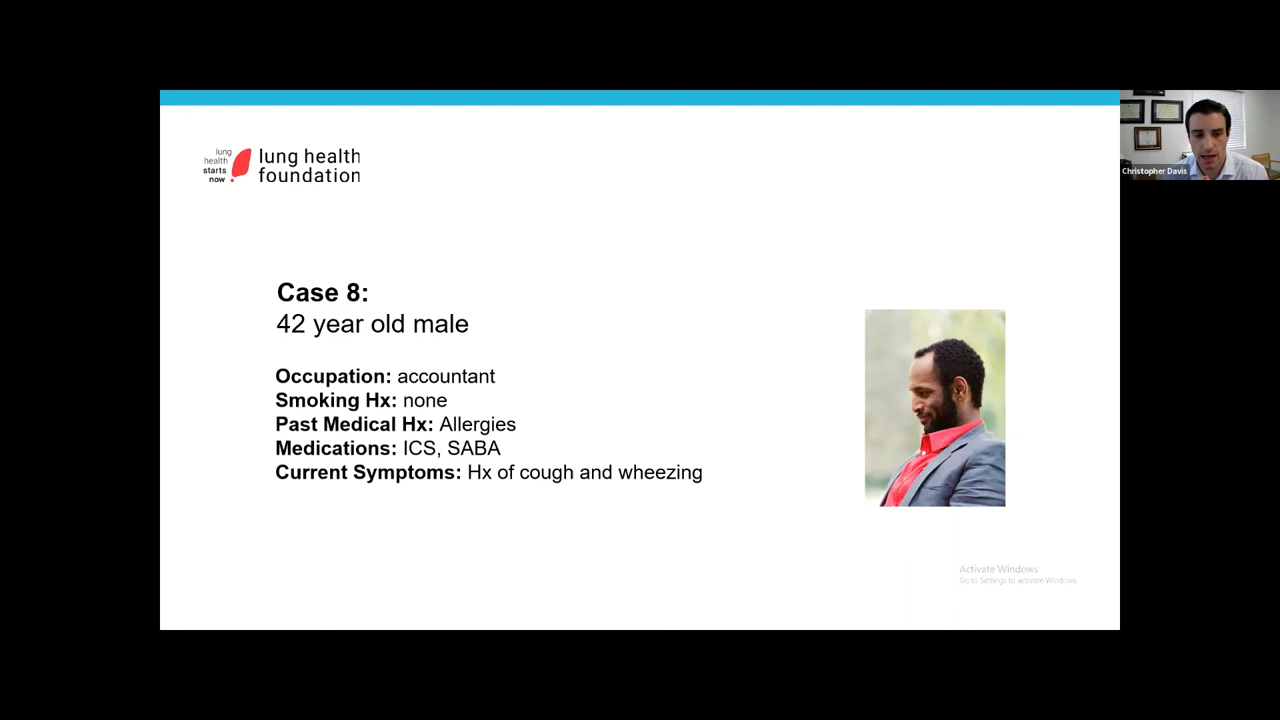 lung
health
starts
now
lung health
foundation
Christopher Davis
Case 8:
42 year old male
Occupation: accountant
Smoking Hx: none
Past Medical Hx: Allergies
Medications: ICS, SABA
Current Symptoms: Hx of cough and wheezing
Activate Windows
Go to Settings to activate Windows.